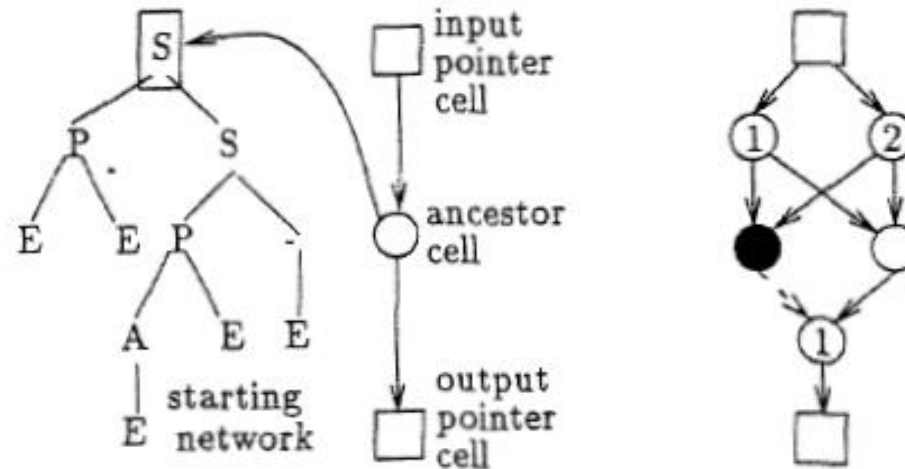 S
P
S
E
E
P
A
E
E
E
starting
network
input
pointer
cell
ancestor
cell
output
pointer
cell
1
2
1